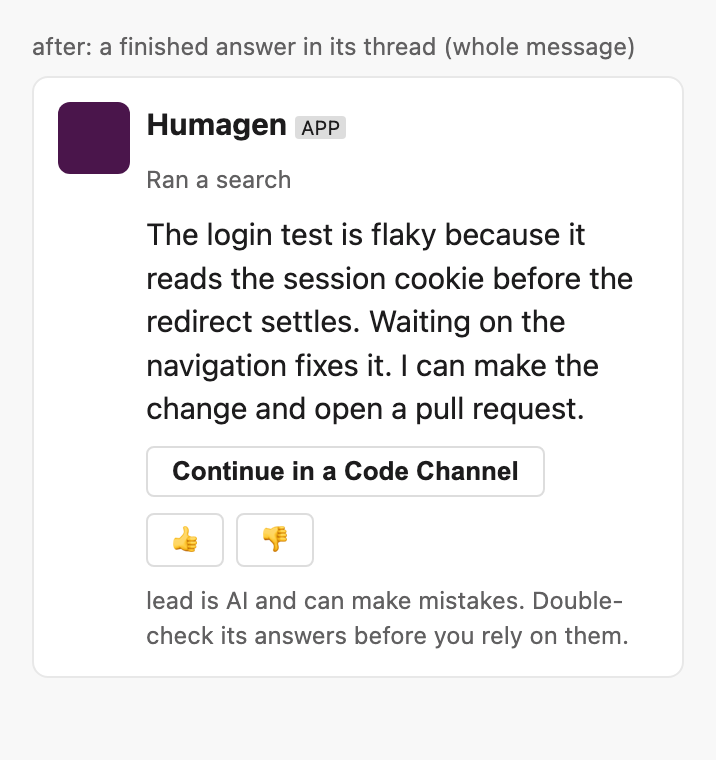 after: a finished answer in its thread (whole message)
Humagen APP
Ran a search
The login test is flaky because it
reads the session cookie before the
redirect settles. Waiting on the
navigation fixes it. I can make the
change and open a pull request.
Continue in a Code Channel
lead is AI and can make mistakes. Double-
check its answers before you rely on them.